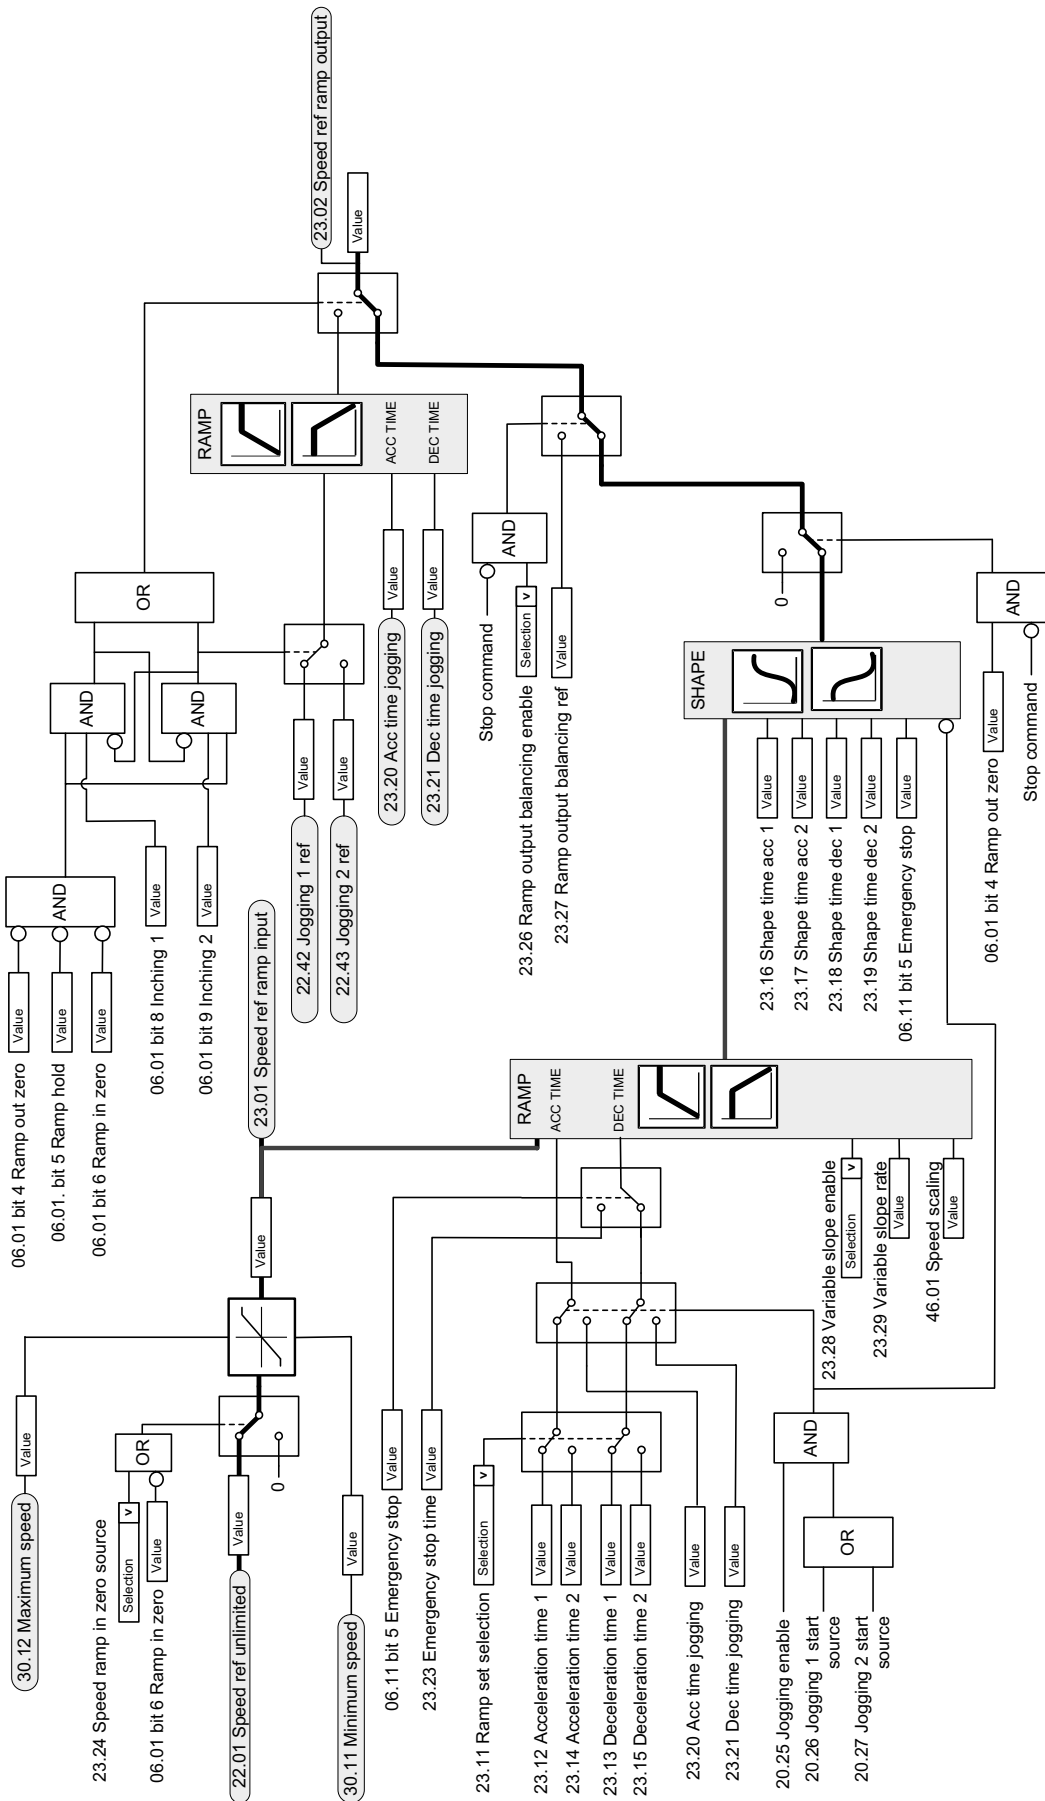 30.12 Maximum speed
Value
23.24 Speed ramp in zero source
Selection
v
06.01 bit 6 Ramp in zero
Value
OR
22.01 Speed ref unlimited
Value
0
30.11 Minimum speed
Value
Value
23.01 Speed ref ramp input
06.11 bit 5 Emergency stop
Value
23.23 Emergency stop time
Value
23.11 Ramp set selection
Selection
v
23.12 Acceleration time 1
Value
23.14 Acceleration time 2
Value
23.13 Deceleration time 1
Value
23.15 Deceleration time 2
Value
23.20 Acc time jogging
Value
23.21 Dec time jogging
Value
20.25 Jogging enable
20.26 Jogging 1 start
source
20.27 Jogging 2 start
source
OR
AND
RAMP
ACC TIME
DEC TIME
23.28 Variable slope enable
Selection
v
23.29 Variable slope rate
Value
46.01 Speed scaling
Value
06.01 bit 4 Ramp out zero
Value
06.01. bit 5 Ramp hold
Value
06.01 bit 6 Ramp in zero
Value
AND
06.01 bit 8 Inching 1
Value
06.01 bit 9 Inching 2
Value
AND
AND
OR
22.42 Jogging 1 ref
Value
22.43 Jogging 2 ref
Value
23.20 Acc time jogging
Value
23.21 Dec time jogging
Value
RAMP
ACC TIME
DEC TIME
Stop command
23.26 Ramp output balancing enable
Selection
v
AND
23.27 Ramp output balancing ref
Value
23.16 Shape time acc 1
Value
23.17 Shape time acc 2
Value
23.18 Shape time dec 1
Value
23.19 Shape time dec 2
Value
06.11 bit 5 Emergency stop
Value
SHAPE
0
06.01 bit 4 Ramp out zero
Value
Stop command
AND
23.02 Speed ref ramp output
Value